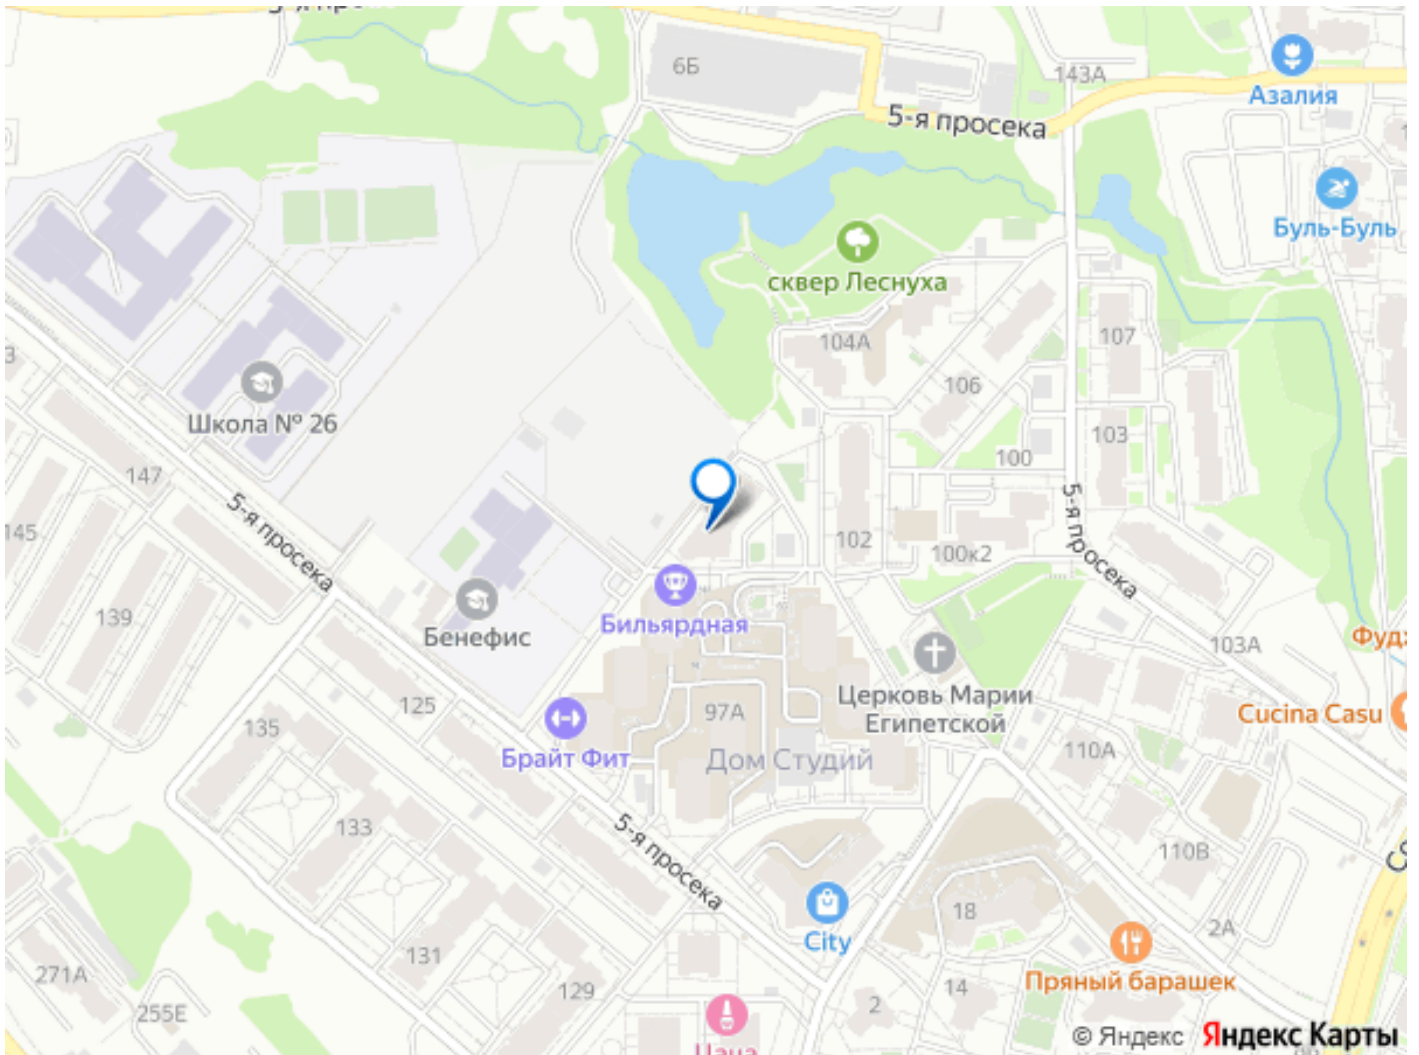 6Б
143А
Азалия
5-я просека
Буль-Буль
сквер Леснуха
104А
107
106
Школа № 26
103
100
147
5-я просека
5-я просека
145
102
100к2
139
Бенефис
Бильярдная
103А
Церковь Марии
Египетской
97А
125
135
Cucina Casu
Брайт Фит
Дом Студий
110А
133
5-я просека
110В
City
18
2А
131
Пряный барашек
271А
129
14
2
255Е
© Яндекс Яндекс Карты